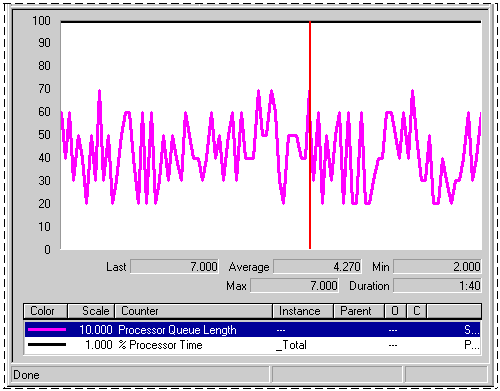 100
90
80
70
60
50
40
30
20
10
0
Last 7.000 Average 4.270 Min 2.000
Max 7.000 Duration 1:40
Color Scale Counter Instance Parent O C
10.000 Processor Queue Length --- --- S...
1.000 % Processor Time _Total --- P...
Done